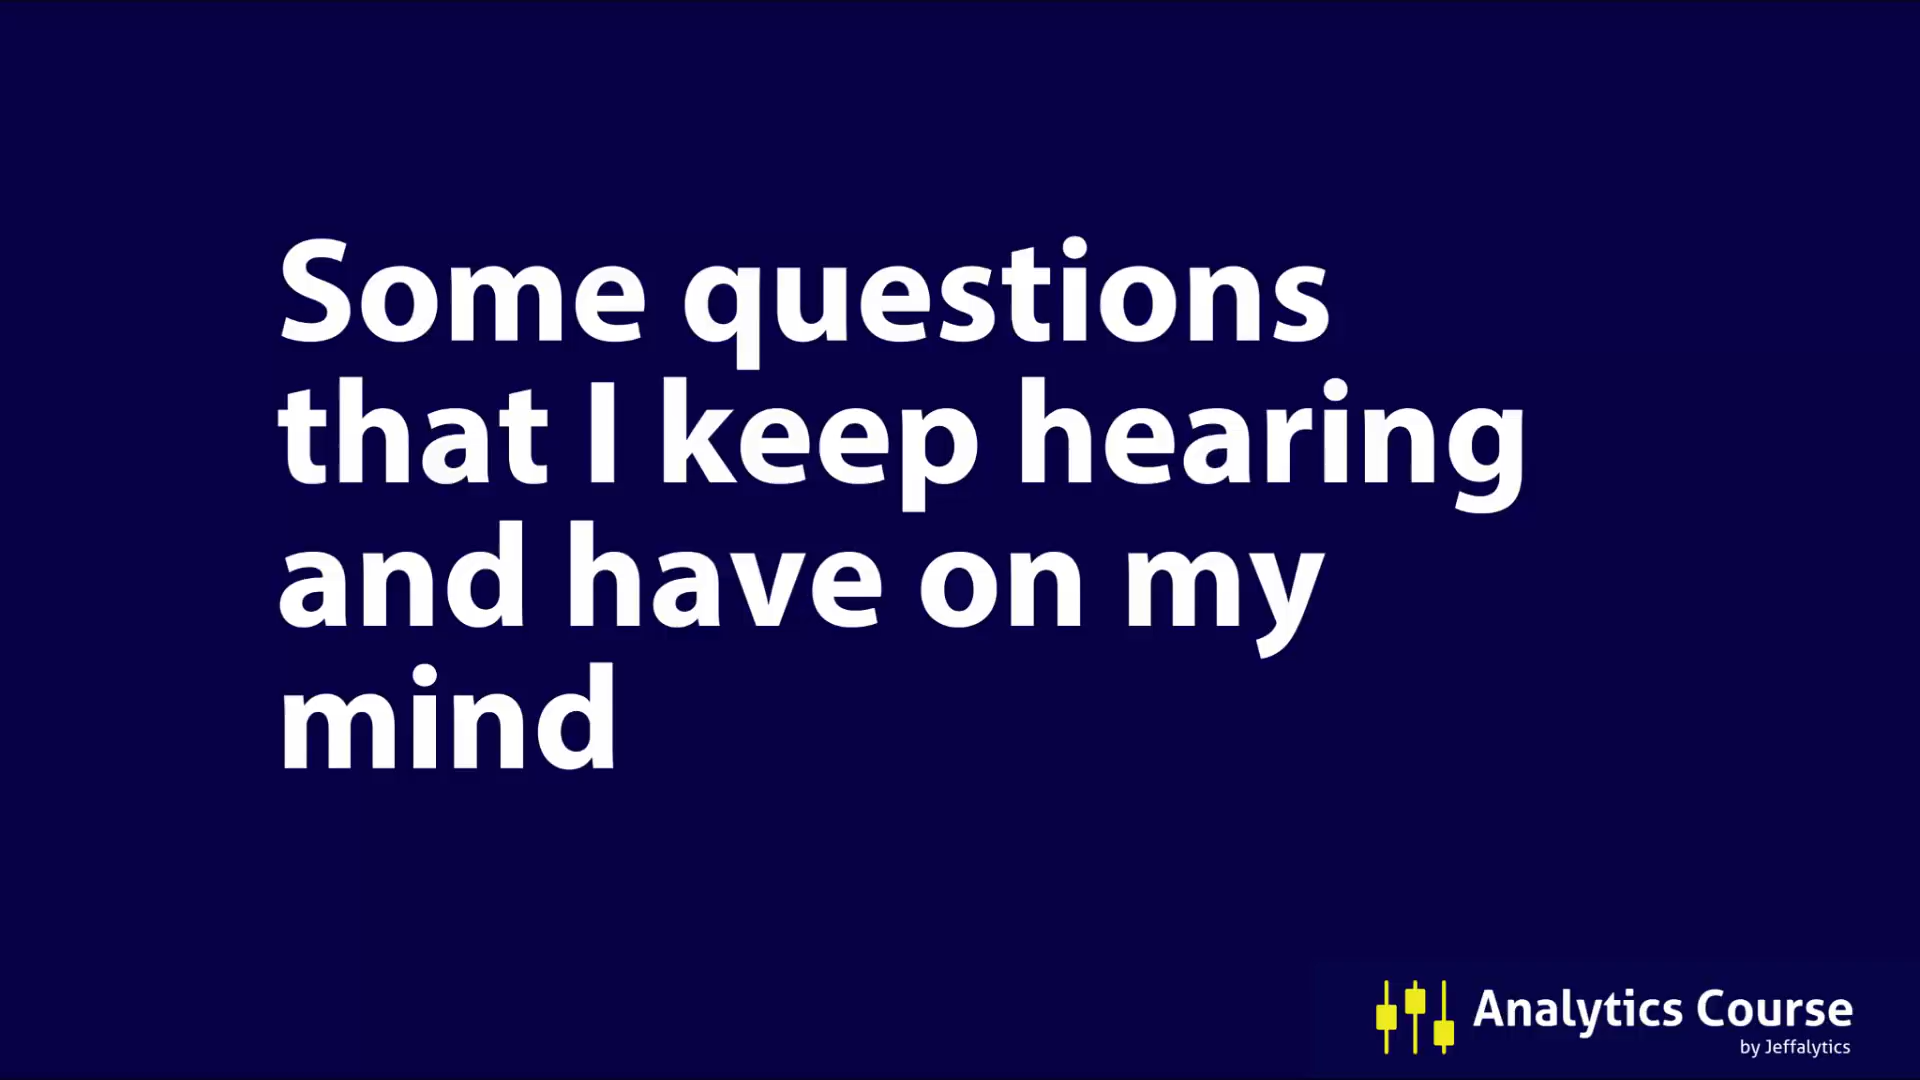 Some questions
that I keep hearing
and have on my
mind
Analytics Course
by Jeffalytics